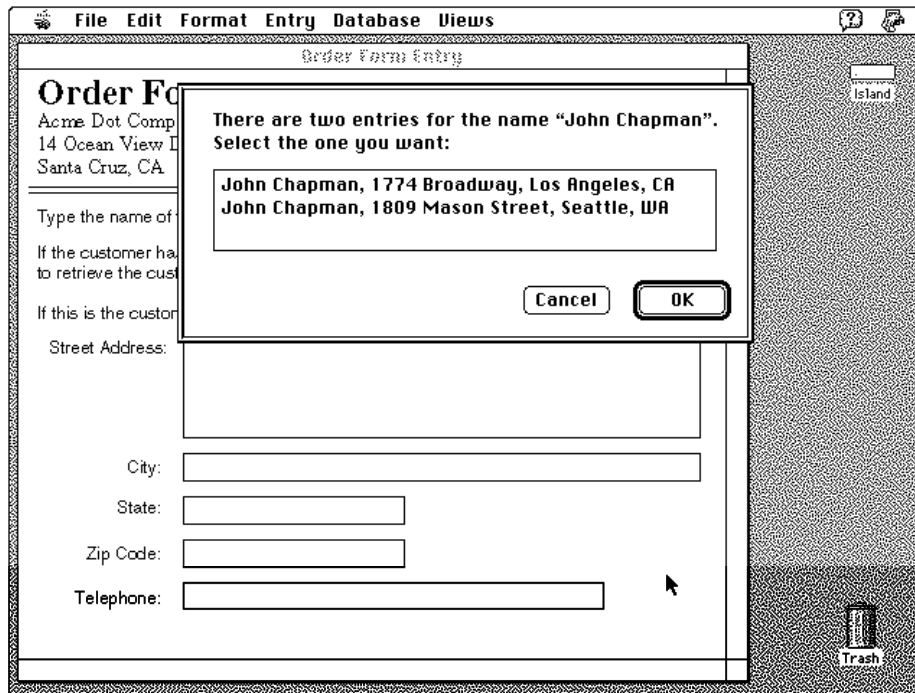 File Edit Format Entry Database Views
Order Form Entry
Island
Order Fo
Acme Dot Comp
14 Ocean View D
Santa Cruz, CA
There are two entries for the name “John Chapman”.
Select the one you want:
John Chapman, 1774 Broadway, Los Angeles, CA
John Chapman, 1809 Mason Street, Seattle, WA
Cancel OK
Type the name of
If the customer ha
to retrieve the cust
If this is the custor
Street Address:
City:
State:
Zip Code:
Telephone:
Trash